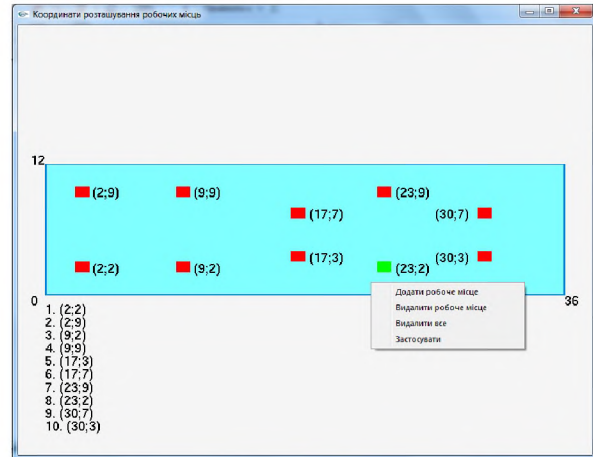 Координати розташування робочих місць
12
(2;9) (9;9) (23;9)
(17;7) (30;7)
(17;3) (30;3)
(2;2) (9;2) (23;2)
0 36
Додати робоче місце
Видалити робоче місце
Видалити все
Застосувати
1. (2;2)
2. (2;9)
3. (9;2)
4. (9;9)
5. (17;3)
6. (17;7)
7. (23;9)
8. (23;2)
9. (30;7)
10. (30;3)